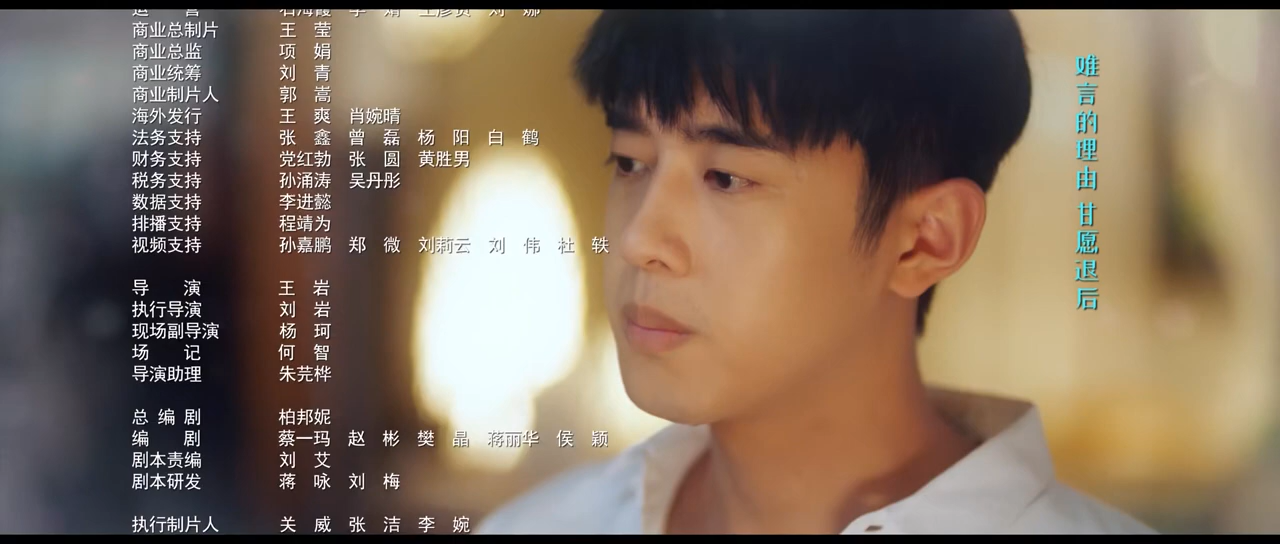 商业总制片 王 莹
商业总监 项 娟
商业统筹 刘 青
商业制片人 郭 嵩
海外发行 王 爽 肖婉晴
法务支持 张 鑫 曾 磊 杨 阳 白 鹤
财务支持 党红勃 张 圆 黄胜男
税务支持 孙涌涛 吴丹彤
数据支持 李进懿
排播支持 程靖为
视频支持 孙嘉鹏 郑 微 刘莉云 刘 伟 杜 轶
导 演 王 岩
执行导演 刘 岩
现场副导演 杨 珂
场 记 何 智
导演助理 朱芫桦
总 编 剧 柏邦妮
编 剧 蔡一玛 赵 彬 樊 晶 蒋丽华 侯 颖
剧本责编 刘 艾
剧本研发 蒋 咏 刘 梅
执行制片人 关 威 张 洁 李 婉
难言的理由 甘愿退后